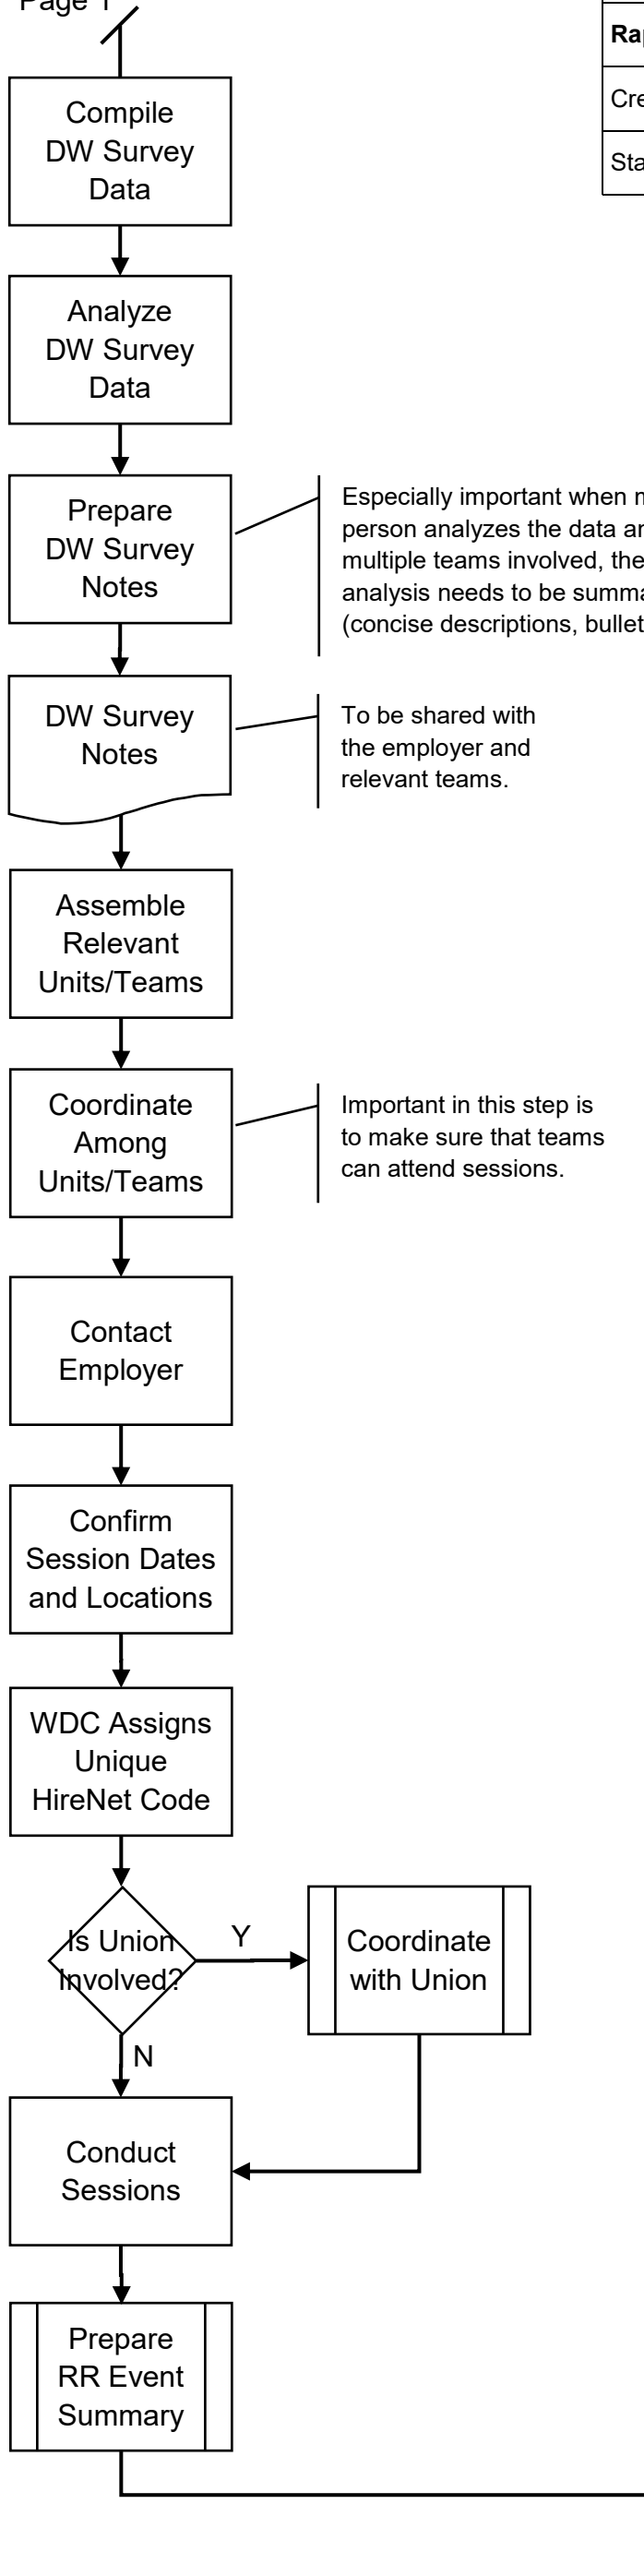 Page 1
Compile
DW Survey
Data
Analyze
DW Survey
Data
Prepare
DW Survey
Notes
Especially important when
person analyzes the data
multiple teams involved, the
analysis needs to be
(concise descriptions,
DW Survey
Notes
To be shared with
the employer and
relevant teams.
Assemble
Relevant
Units/Teams
Coordinate
Among
Units/Teams
Important in this step is
to make sure that teams
can attend sessions.
Contact
Employer
Confirm
Session Dates
and Locations
WDC Assigns
Unique
HireNet Code
Is Union
Involved?
Y
Coordinate
with Union
N
Conduct
Sessions
Prepare
RR Event
Summary